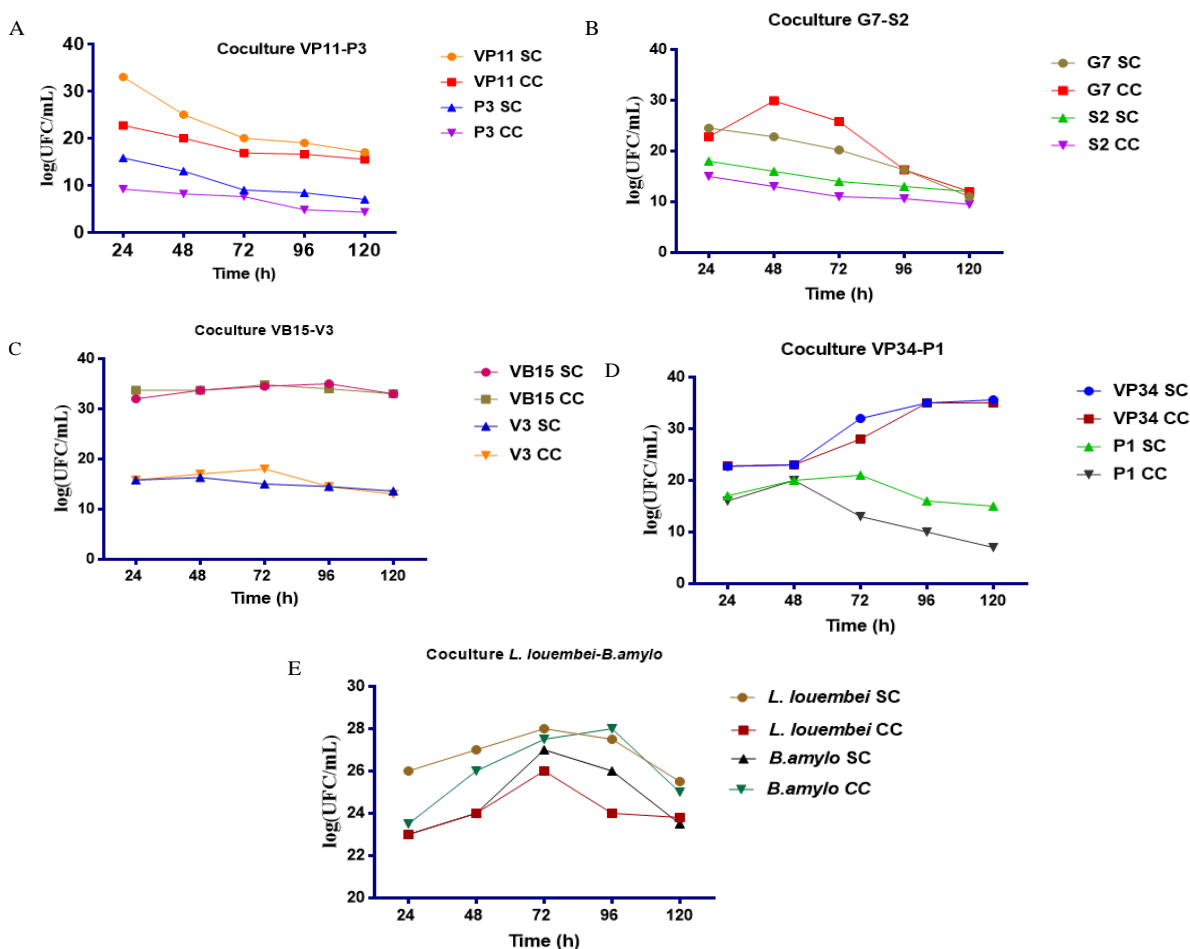 A
Coculture VP11-P3
log(UFC/mL)
40
30
20
10
0
24 48 72 96 120
Time (h)
VP11 SC
VP11 CC
P3 SC
P3 CC
B
Coculture G7-S2
log(UFC/mL)
40
30
20
10
0
24 48 72 96 120
Time (h)
G7 SC
G7 CC
S2 SC
S2 CC
C
Coculture VB15-V3
log(UFC/mL)
40
30
20
10
0
24 48 72 96 120
Time (h)
VB15 SC
VB15 CC
V3 SC
V3 CC
D
Coculture VP34-P1
log(UFC/mL)
40
30
20
10
0
24 48 72 96 120
Time (h)
VP34 SC
VP34 CC
P1 SC
P1 CC
E
Coculture L. louembei-B.amylo
log(UFC/mL)
30
28
26
24
22
20
24 48 72 96 120
Time (h)
L. louembei SC
L. louembei CC
B.amylo SC
B.amylo CC